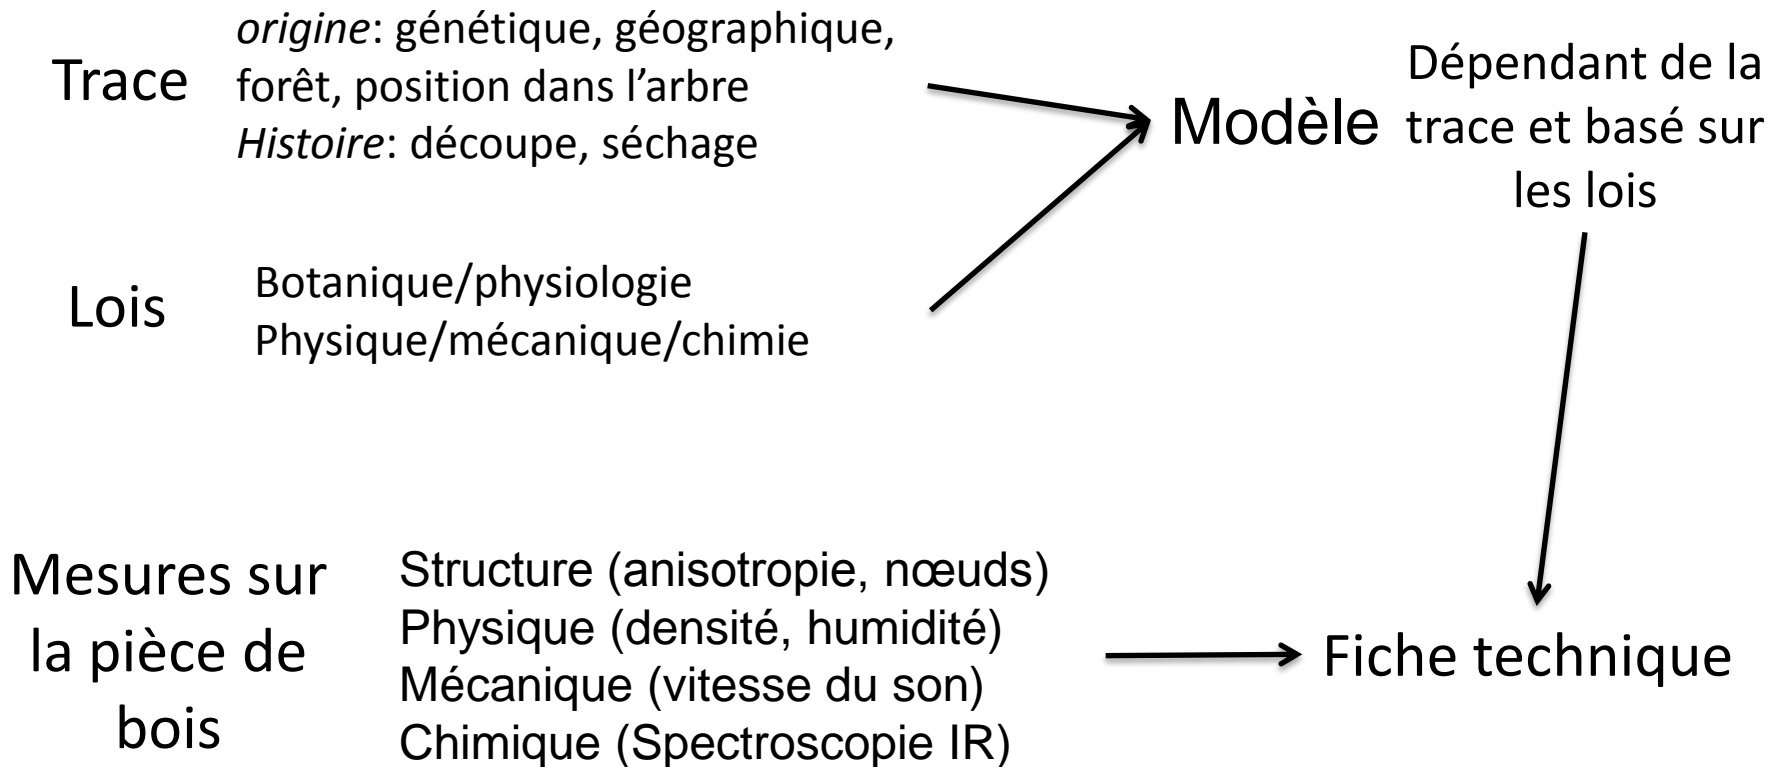 Trace
origine: génétique, géographique,
forêt, position dans l’arbre
Histoire: découpe, séchage
Modèle
Dépendant de la
trace et basé sur
les lois
Lois
Botanique/physiologie
Physique/mécanique/chimie
Mesures sur
la pièce de
bois
Structure (anisotropie, nœuds)
Physique (densité, humidité)
Mécanique (vitesse du son)
Chimique (Spectroscopie IR)
Fiche technique